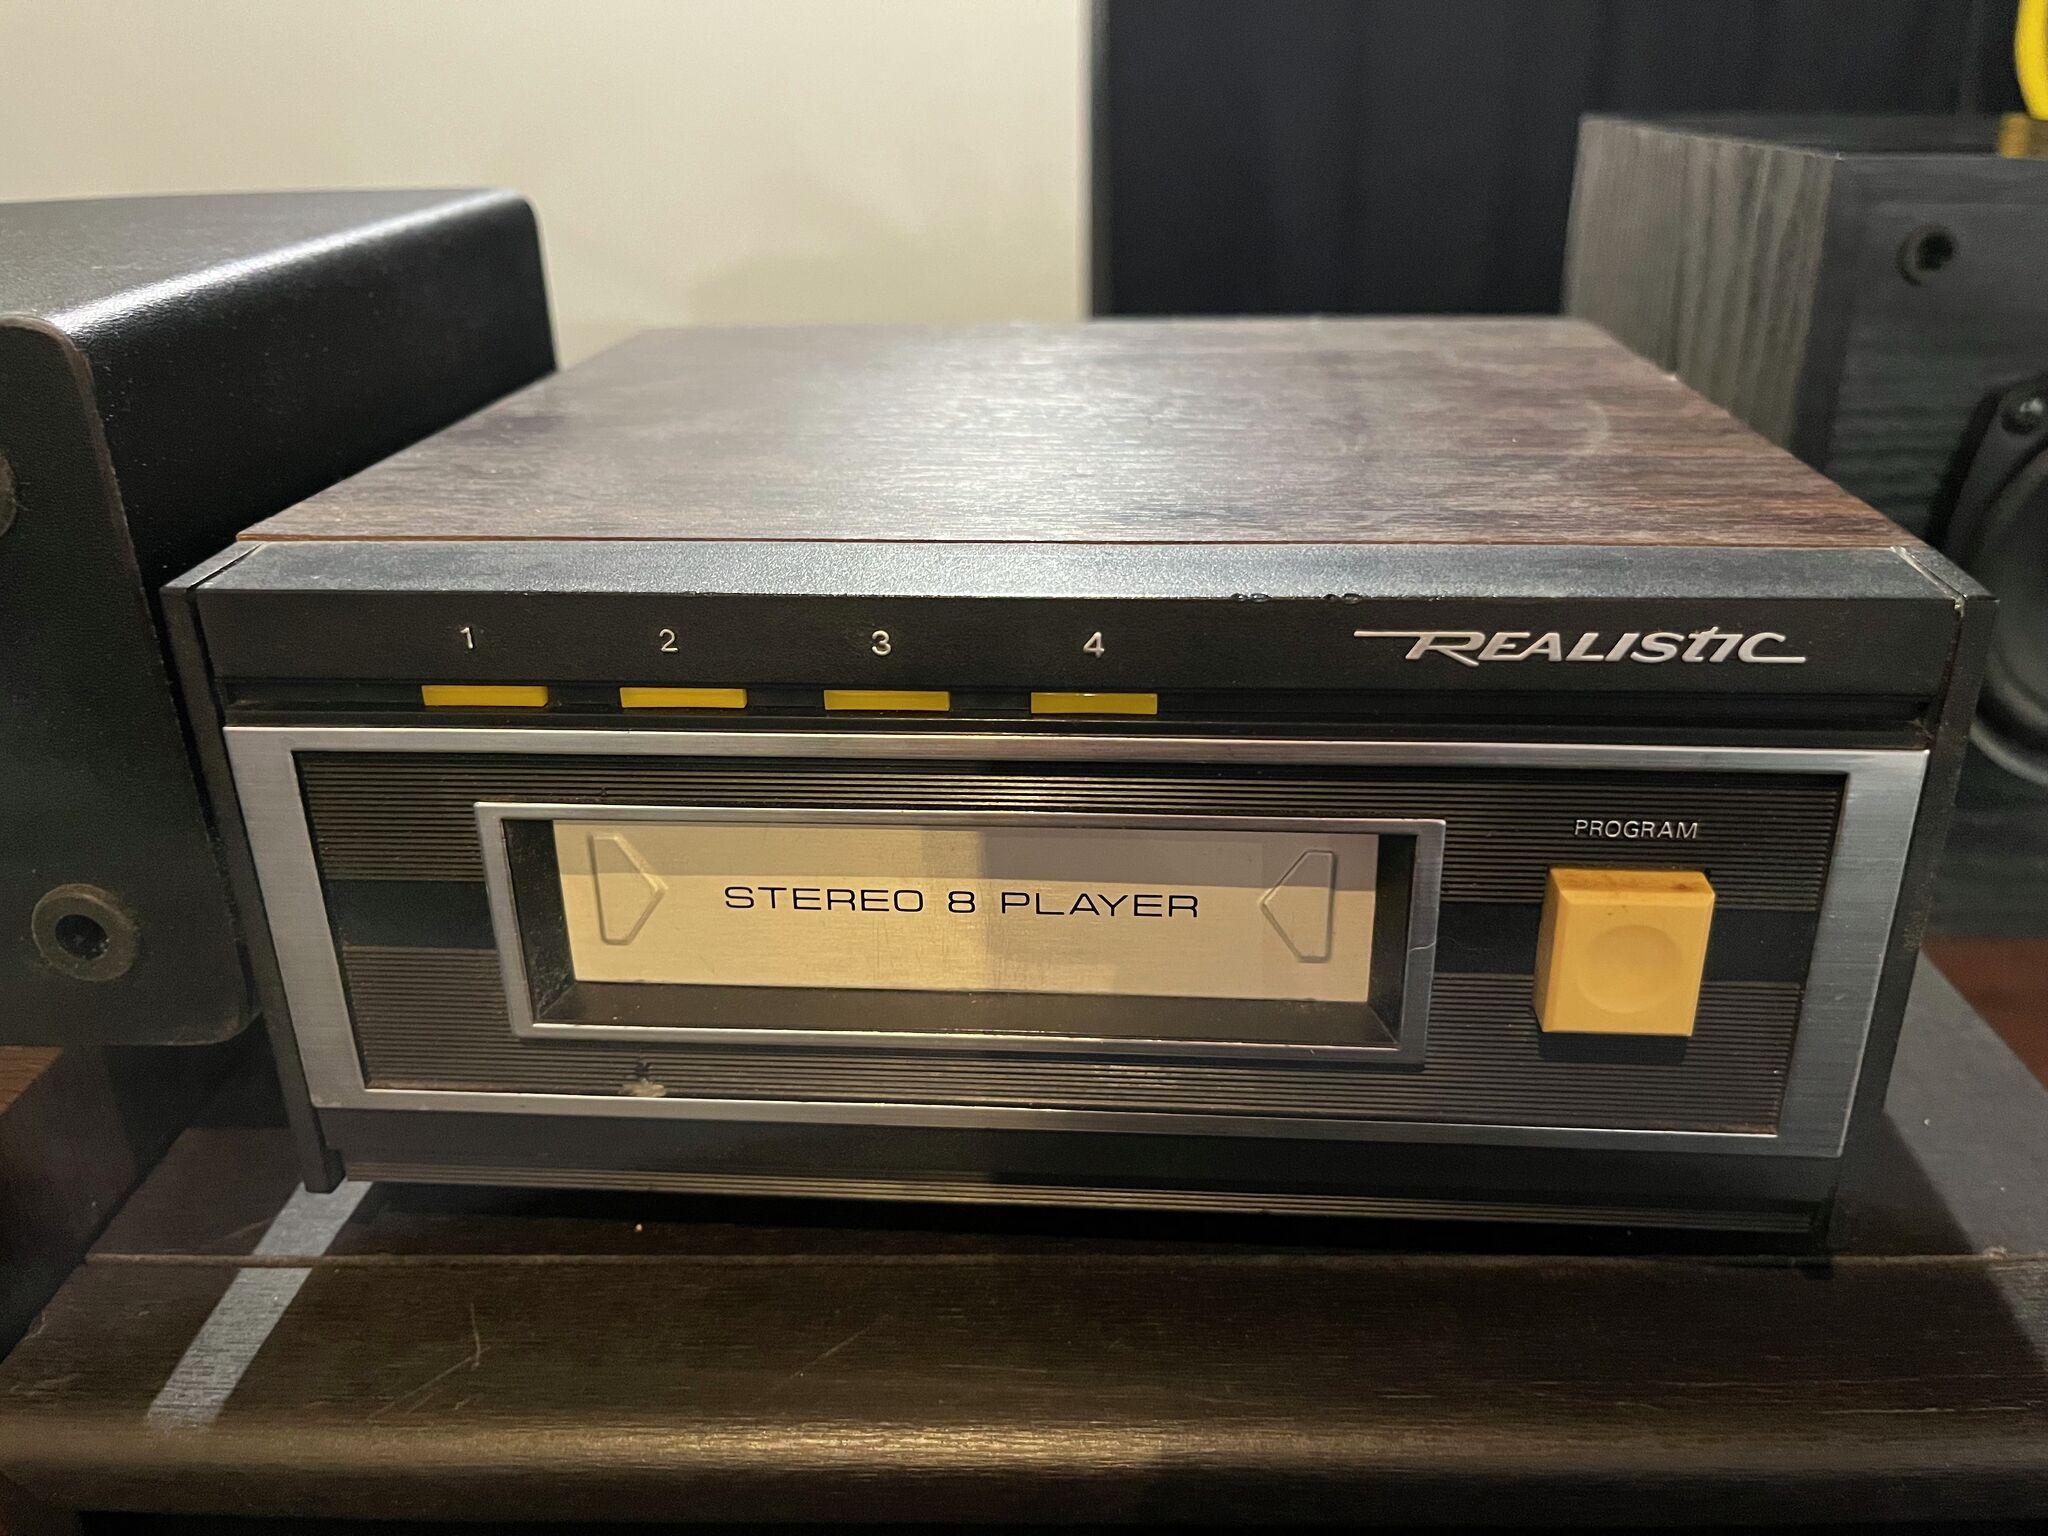 1 2 3 4 REALISTIC
PROGRAM
STEREO 8 PLAYER